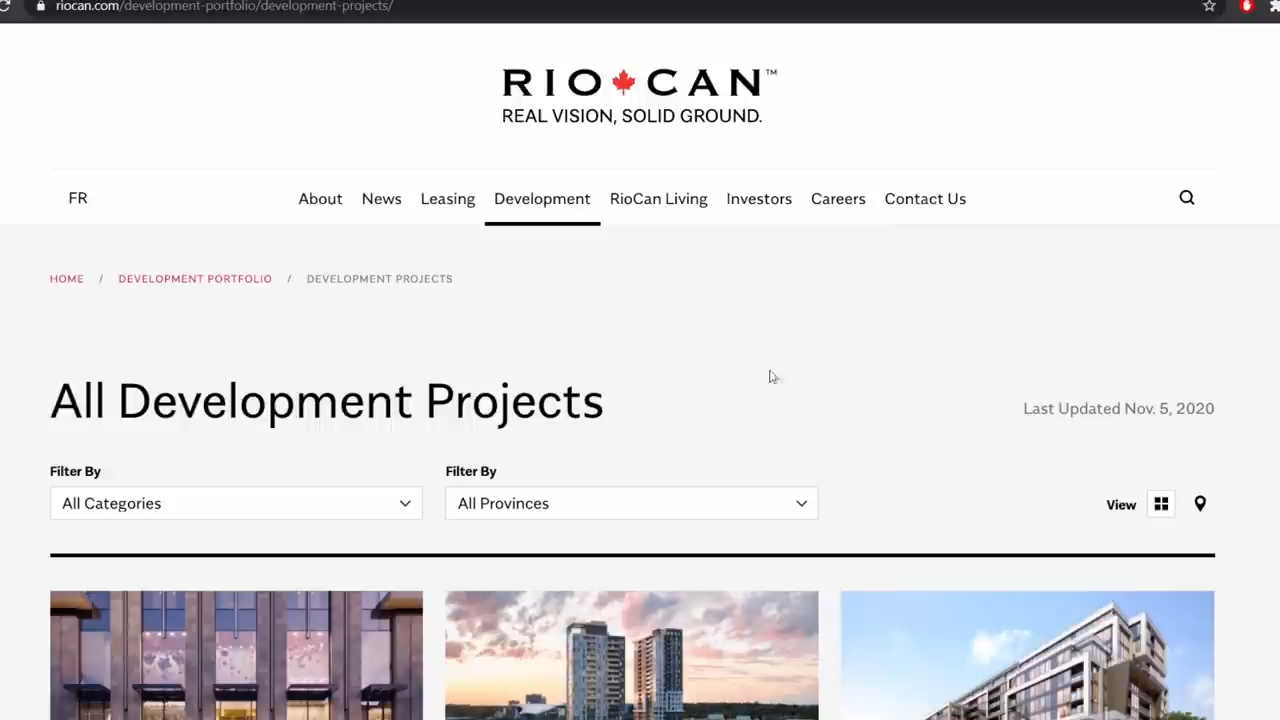 riocan.com/development-portfolio/development-projects/
RIO CAN™
REAL VISION, SOLID GROUND.
FR
About News Leasing Development RioCan Living Investors Careers Contact Us
HOME / DEVELOPMENT PORTFOLIO / DEVELOPMENT PROJECTS
All Development Projects
Last Updated Nov. 5, 2020
Filter By Filter By
All Categories All Provinces View